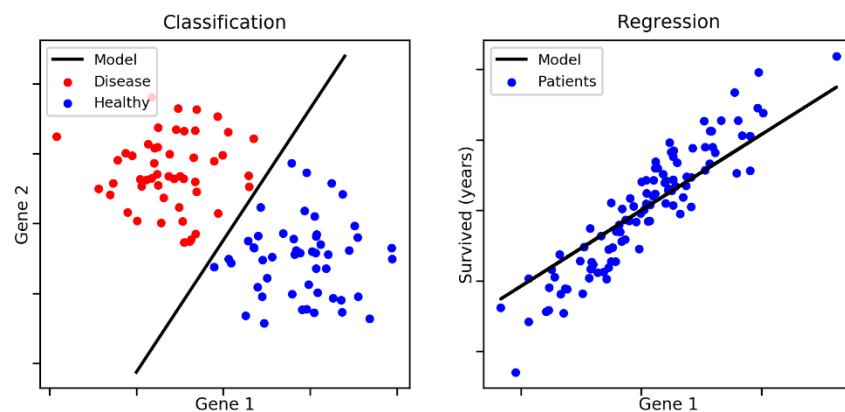 Classification
Model
Disease
Healthy
Gene 2
Gene 1
Regression
Model
Patients
Survived (years)
Gene 1